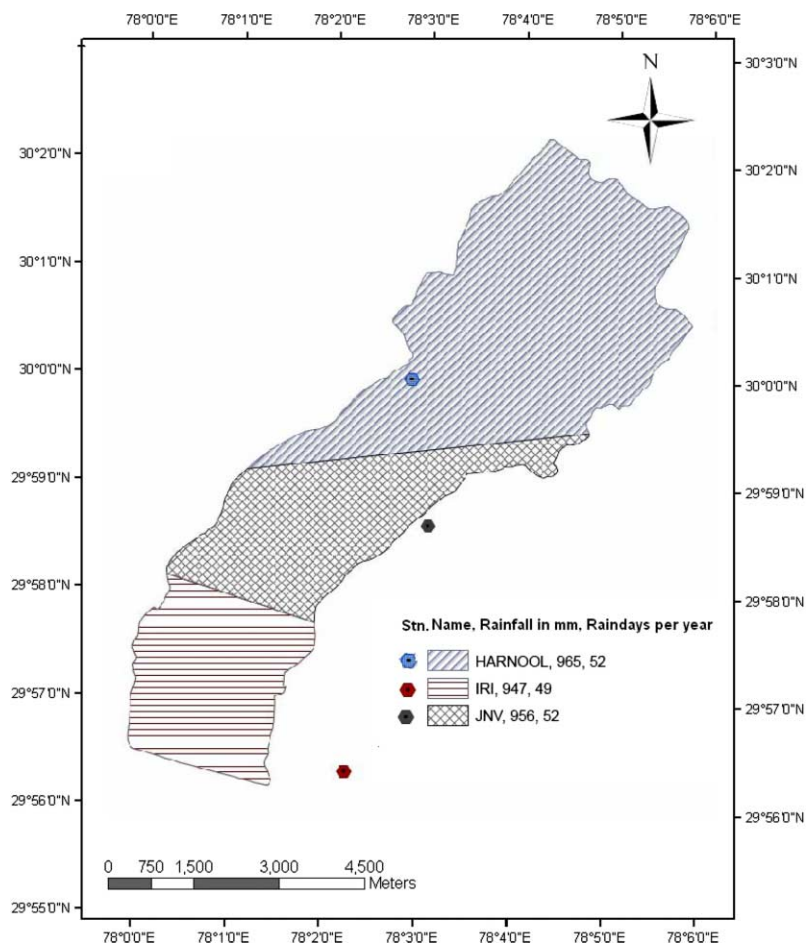 78°0'0"E 78°1'0"E 78°2'0"E 78°3'0"E 78°4'0"E 78°5'0"E 78°6'0"E
N
30°3'0"N
30°2'0"N 30°2'0"N
30°1'0"N 30°1'0"N
30°0'0"N 30°0'0"N
29°59'0"N 29°59'0"N
29°58'0"N 29°58'0"N
Stn. Name, Rainfall in mm, Raindays per year
HARNOOL, 965, 52
IRI, 947, 49
JNV, 956, 52
29°57'0"N 29°57'0"N
29°56'0"N 29°56'0"N
0 750 1,500 3,000 4,500
Meters
29°55'0"N
78°0'0"E 78°1'0"E 78°2'0"E 78°3'0"E 78°4'0"E 78°5'0"E 78°6'0"E